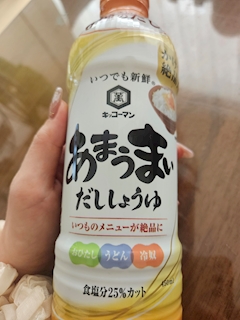 いつでも新鮮®
萬
キッコーマン
あまうまい
だししょうゆ
いつものメニューが絶品に
おひたし うどん 冷奴
食塩分25%カット